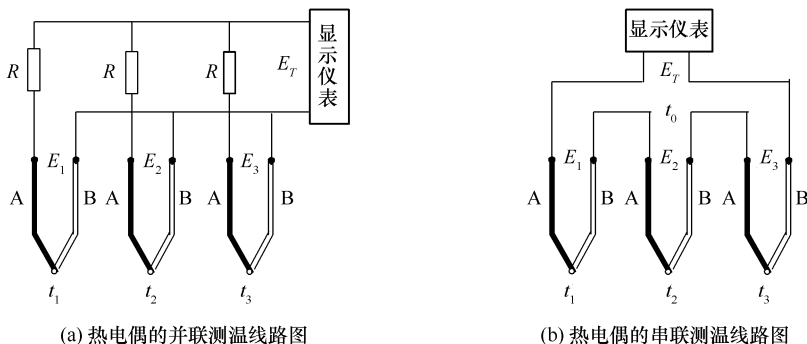 显示仪表
R
R
R
E_T
E_1
E_2
E_3
A
B
A
B
A
B
t_1
t_2
t_3
(a) 热电偶的并联测温线路图
显示仪表
E_T
t_0
E_1
E_2
E_3
A
B
A
B
A
B
t_1
t_2
t_3
(b) 热电偶的串联测温线路图